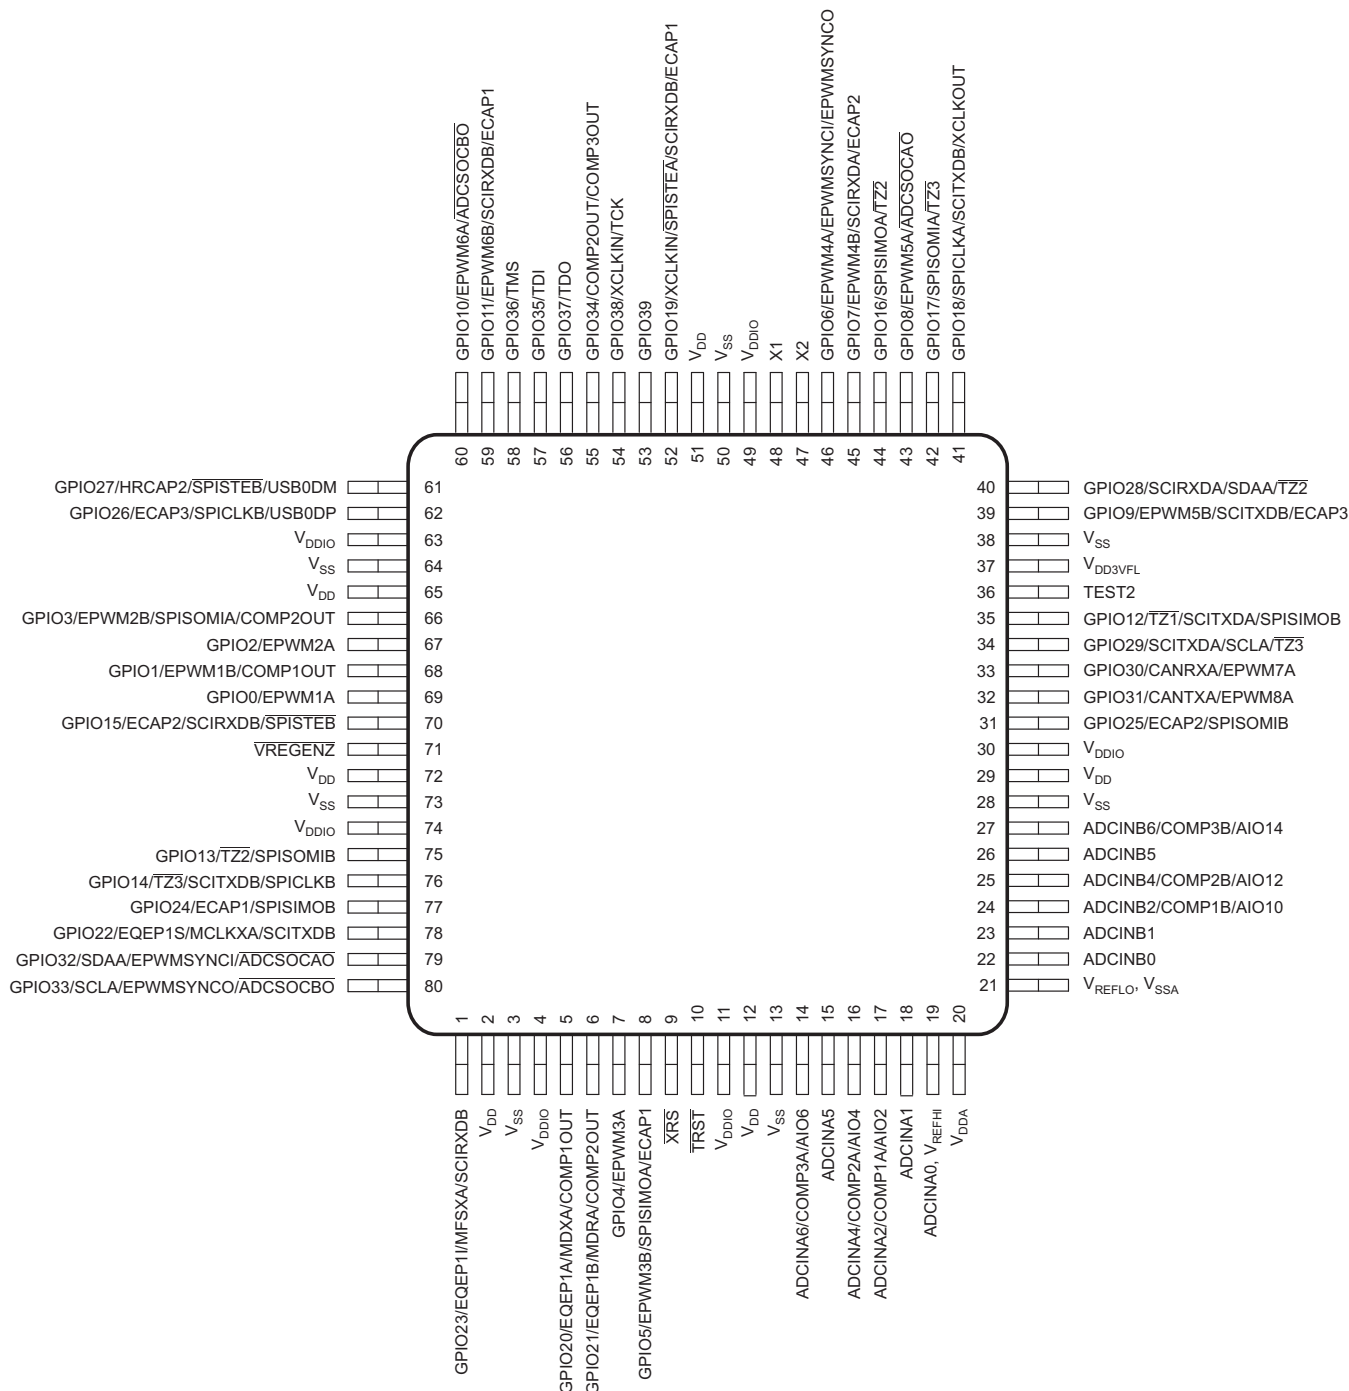 GPIO10/EPWM6A/ADCSOCBO
GPIO11/EPWM6B/SCIRXDB/ECAP1
GPIO36/TMS
GPIO35/TDI
GPIO37/TDO
GPIO34/COMP2OUT/COMP3OUT
GPIO38/XCLKIN/TCK
GPIO39
GPIO19/XCLKIN/SPISTEA/SCIRXDB/ECAP1
VDD
VSS
VDDIO
X1
X2
GPIO6/EPWM4A/EPWMSYNCI/EPWMSYNCO
GPIO7/EPWM4B/SCIRXDA/ECAP2
GPIO16/SPISIMOA/TZ2
GPIO8/EPWM5A/ADCSOCAO
GPIO17/SPISOMIA/TZ3
GPIO18/SPICLKA/SCITXDB/XCLKOUT
60 59 58 57 56 55 54 53 52 51 50 49 48 47 46 45 44 43 42 41
GPIO27/HRCAP2/SPISTEB/USB0DM 61
GPIO26/ECAP3/SPICLKB/USB0DP 62
VDDIO 63
VSS 64
VDD 65
GPIO3/EPWM2B/SPISOMIA/COMP2OUT 66
GPIO2/EPWM2A 67
GPIO1/EPWM1B/COMP1OUT 68
GPIO0/EPWM1A 69
GPIO15/ECAP2/SCIRXDB/SPISTEB 70
VREGENZ 71
VDD 72
VSS 73
VDDIO 74
GPIO13/TZ2/SPISOMIB 75
GPIO14/TZ3/SCITXDB/SPICLKB 76
GPIO24/ECAP1/SPISIMOB 77
GPIO22/EQEP1S/MCLKXA/SCITXDB 78
GPIO32/SDAA/EPWMSYNCI/ADCSOCAO 79
GPIO33/SCLA/EPWMSYNCO/ADCSOCBO 80
40 GPIO28/SCIRXDA/SDAA/TZ2
39 GPIO9/EPWM5B/SCITXDB/ECAP3
38 VSS
37 VDD3VFL
36 TEST2
35 GPIO12/TZ1/SCITXDA/SPISIMOB
34 GPIO29/SCITXDA/SCLA/TZ3
33 GPIO30/CANRXA/EPWM7A
32 GPIO31/CANTXA/EPWM8A
31 GPIO25/ECAP2/SPISOMIB
30 VDDIO
29 VDD
28 VSS
27 ADCINB6/COMP3B/AIO14
26 ADCINB5
25 ADCINB4/COMP2B/AIO12
24 ADCINB2/COMP1B/AIO10
23 ADCINB1
22 ADCINB0
21 VREFLO, VSSA
1 2 3 4 5 6 7 8 9 10 11 12 13 14 15 16 17 18 19 20
GPIO23/EQEP1I/MFSXA/SCIRXDB
VDD
VSS
VDDIO
GPIO20/EQEP1A/MDXA/COMP1OUT
GPIO21/EQEP1B/MDRA/COMP2OUT
GPIO4/EPWM3A
GPIO5/EPWM3B/SPISIMOA/ECAP1
XRS
TRST
VDDIO
VDD
VSS
ADCINA6/COMP3A/AIO6
ADCINA5
ADCINA4/COMP2A/AIO4
ADCINA2/COMP1A/AIO2
ADCINA1
ADCINA0, VREFHI
VDDA